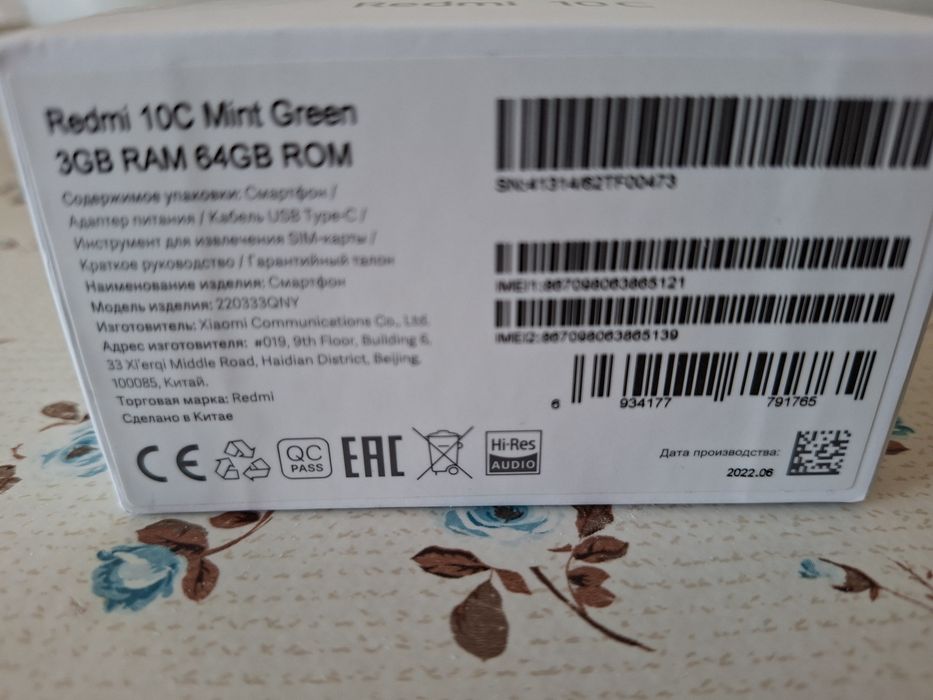 Redmi 10C
Redmi 10C Mint Green
3GB RAM 64GB ROM
Содержимое упаковки: Смартфон /
Адаптер питания / Кабель USB Type-C /
Инструмент для извлечения SIM-карты /
Краткое руководство / Гарантийный талон
Наименование изделия: Смартфон
Модель изделия: 220333QNY
Изготовитель: Xiaomi Communications Co., Ltd.
Адрес изготовителя: #019, 9th Floor, Building 6,
33 Xi'erqi Middle Road, Haidian District, Beijing,
100085, Китай.
Торговая марка: Redmi
Сделано в Китае
CE
QC
PASS
EAC
Hi-Res
AUDIO
SN:41314/62TF00473
IMEI1:867098063865121
IMEI2:867098063865139
6 934177 791765
Дата производства:
2022.06